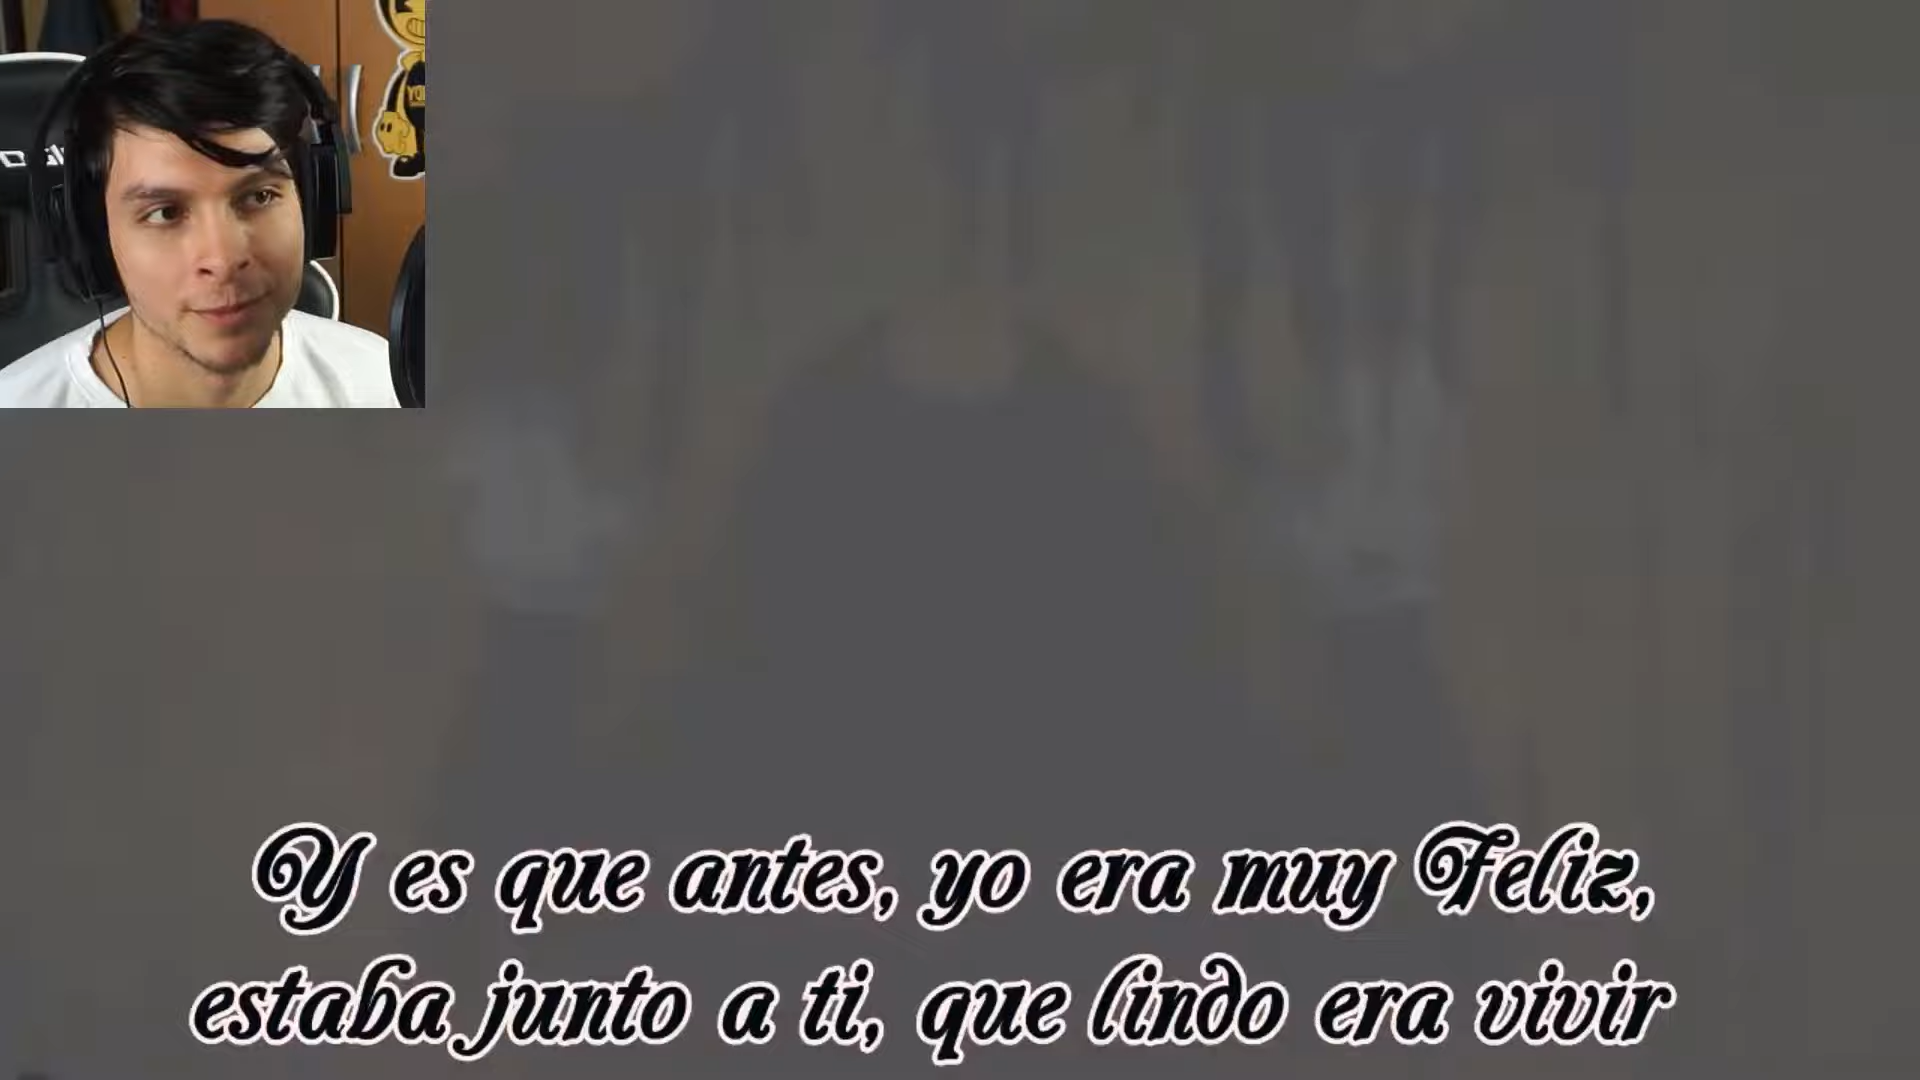 Y es que antes, yo era muy Feliz,
estaba junto a ti, que lindo era vivir